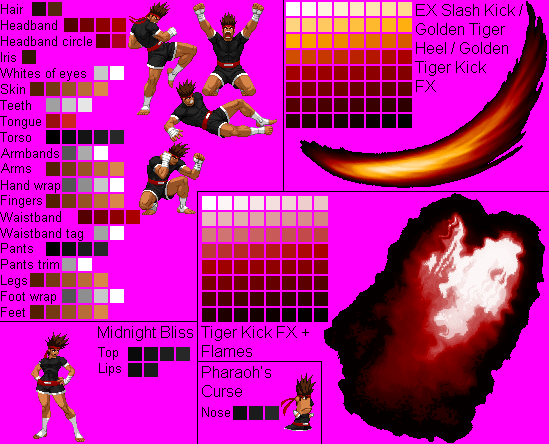 Hair
Headband
Headband circle
Iris
Whites of eyes
Skin
Teeth
Tongue
Torso
Armbands
Arms
Hand wrap
Fingers
Waistband
Waistband tag
Pants
Pants trim
Legs
Foot wrap
Feet
EX Slash Kick /
Golden Tiger
Heel / Golden
Tiger Kick
FX
Midnight Bliss
Top
Lips
Tiger Kick FX +
Flames
Pharaoh's
Curse
Nose